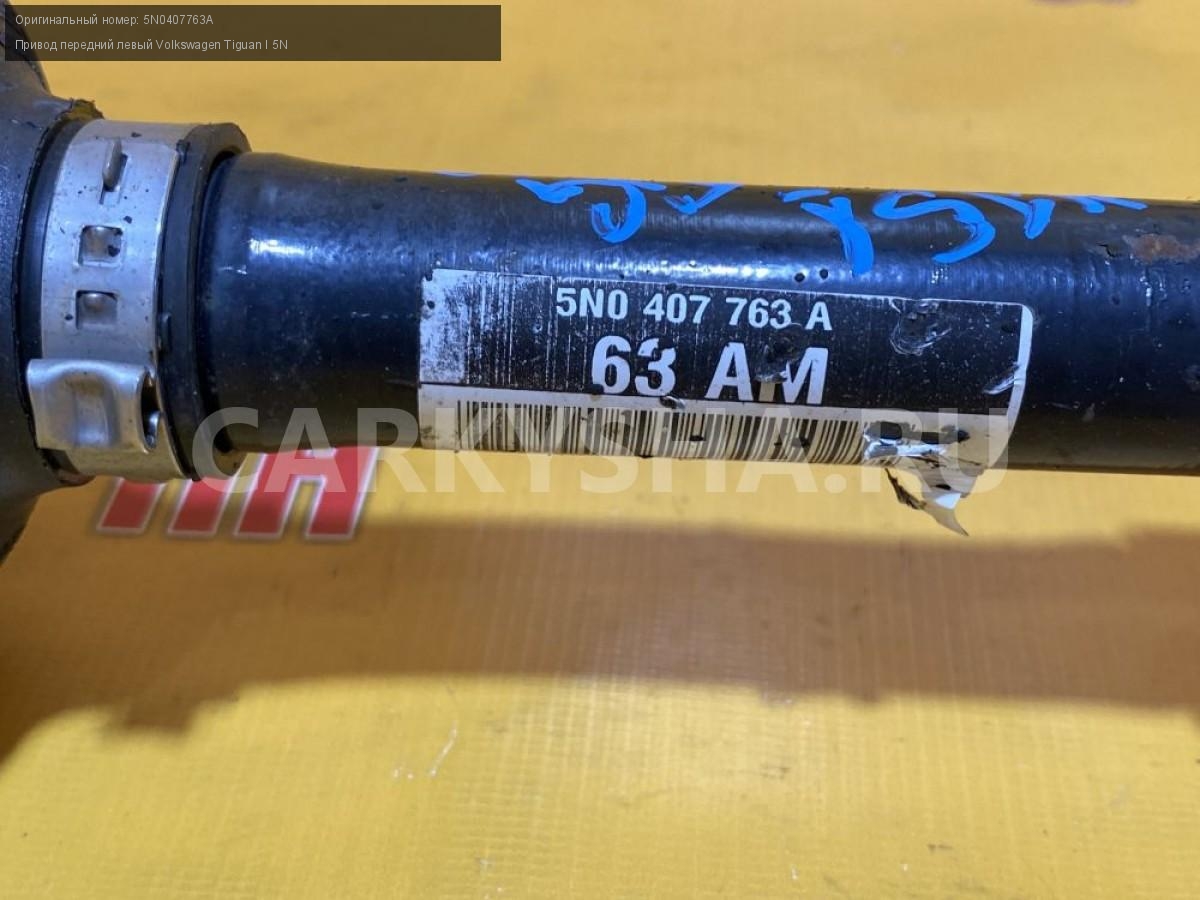 Оригинальный номер: 5N0407763A
Привод передний левый Volkswagen Tiguan I 5N
5N0 407 763 A
63 AM
CARKYSHA.RU